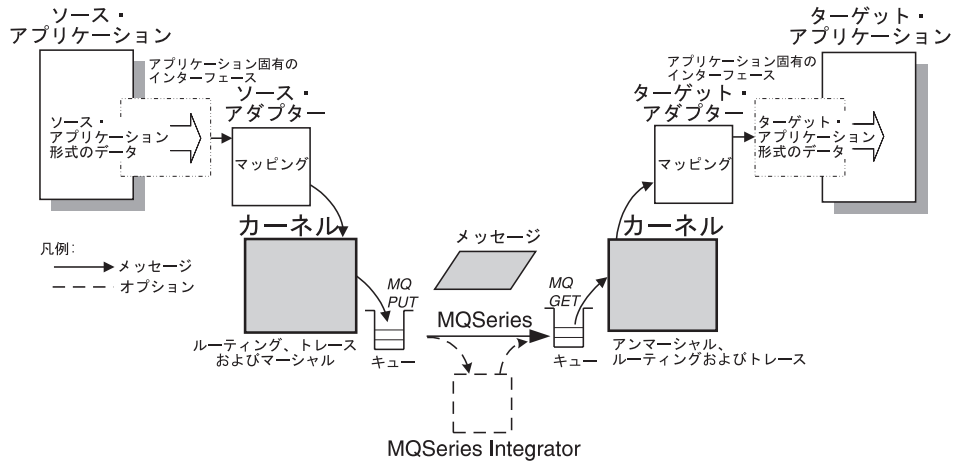 ソース・
アプリケーション
アプリケーション固有の
インターフェース
ソース・
アダプター
ソース・
アプリケーション
形式のデータ
マッピング
カーネル
凡例:
メッセージ
オプション
MQ
PUT
ルーティング、トレース
およびマーシャル
キュー
メッセージ
MQSeries
MQSeries Integrator
ターゲット・
アプリケーション
アプリケーション固有の
インターフェース
ターゲット・
アダプター
マッピング
ターゲット・
アプリケーション
形式のデータ
カーネル
MQ
GET
キュー
アンマーシャル、
ルーティングおよびトレース